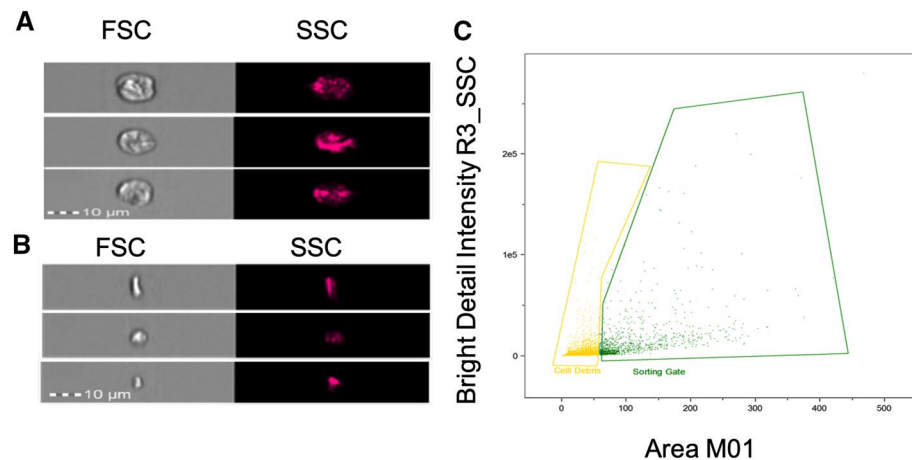 A
FSC SSC
10 µm
B
FSC SSC
10 µm
C
Bright Detail Intensity R3_SSC
2e5
1e5
0
Celll Debris
Sorting Gate
0 100 200 300 400 500
Area M01